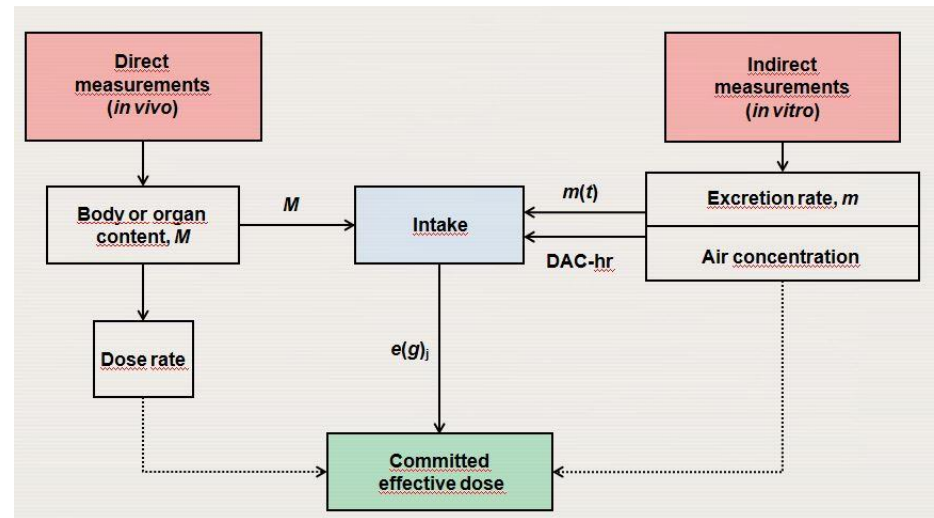 Direct
measurements
(in vivo)
Indirect
measurements
(in vitro)
Body or organ
content, M
M
Intake
m(t)
DAC-hr
Excretion rate, m
Air concentration
Dose rate
e(g)j
Committed
effective dose